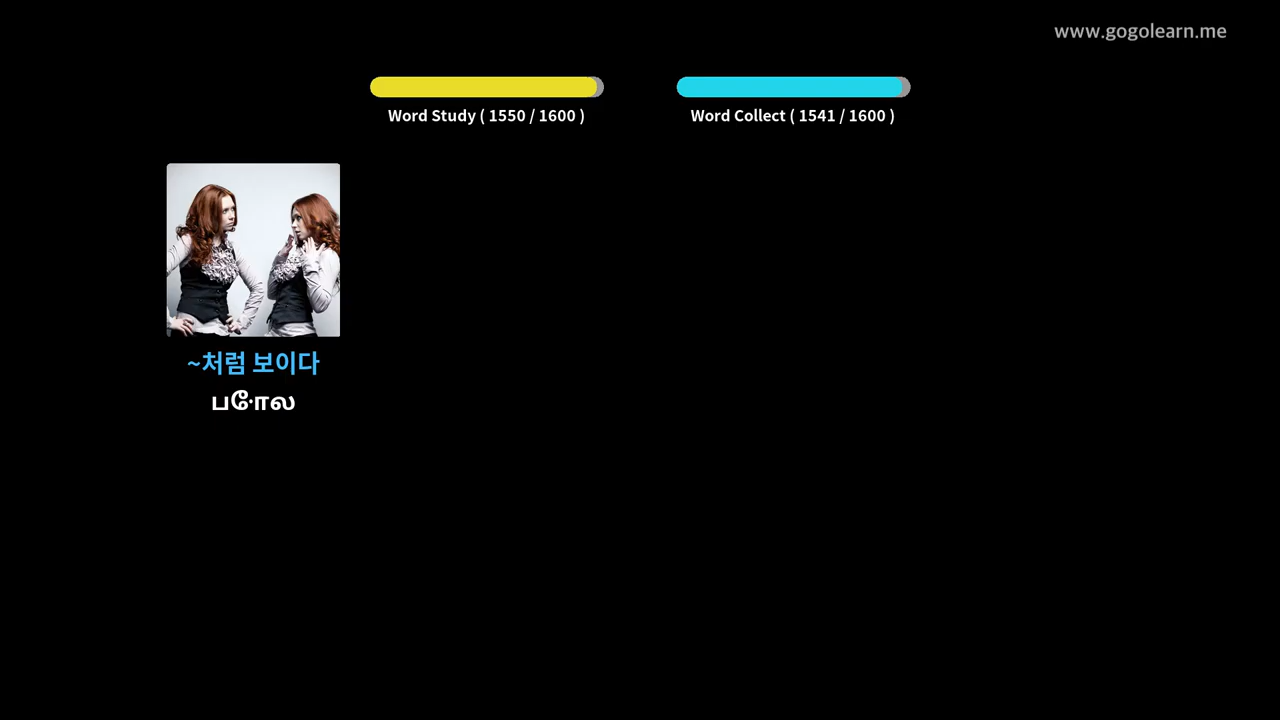 www.gogolearn.me
Word Study ( 1550 / 1600 )
Word Collect ( 1541 / 1600 )
~처럼 보이다
போல